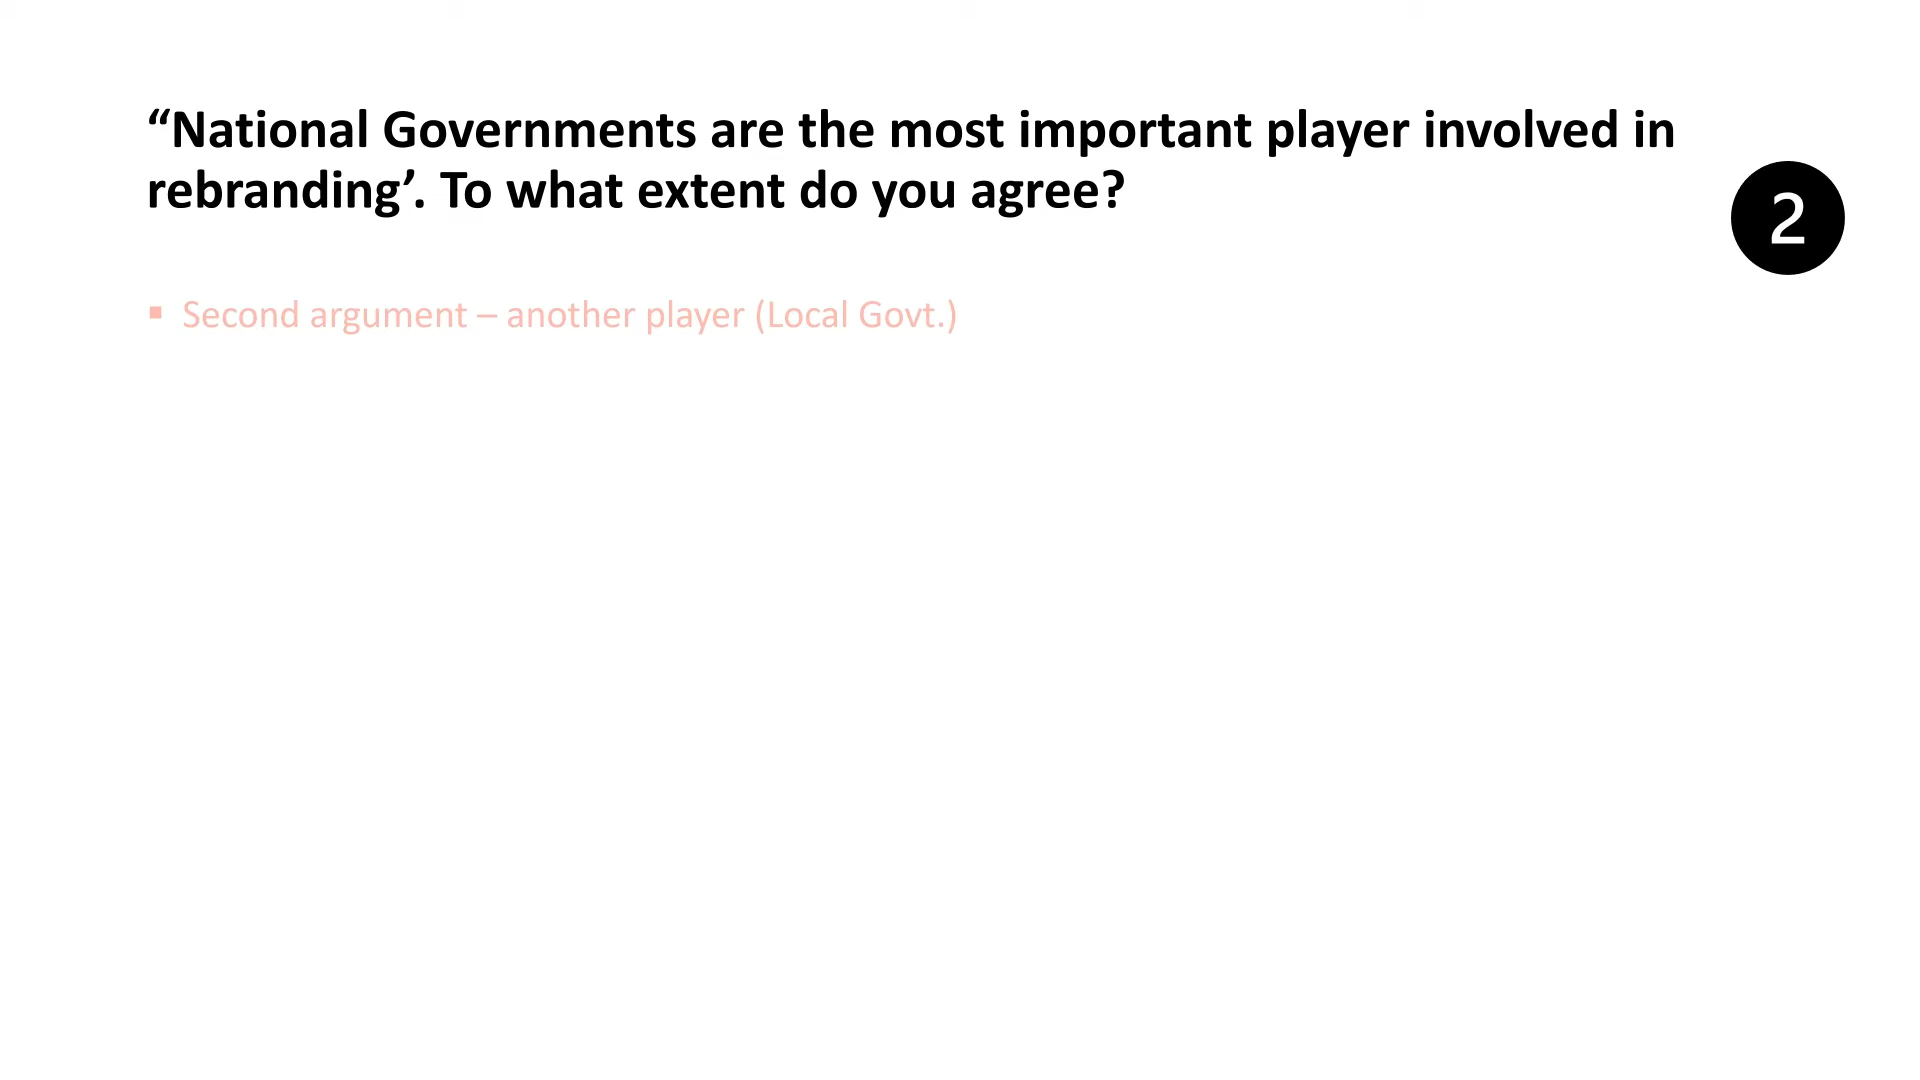 “National Governments are the most important player involved in
rebranding’. To what extent do you agree?
2
▪ Second argument – another player (Local Govt.)